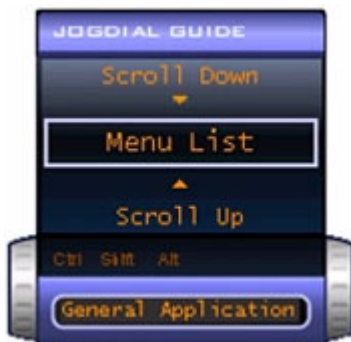 JOGDIAL GUIDE
Scroll Down
Menu List
Scroll Up
Ctrl Shift Alt
General Application